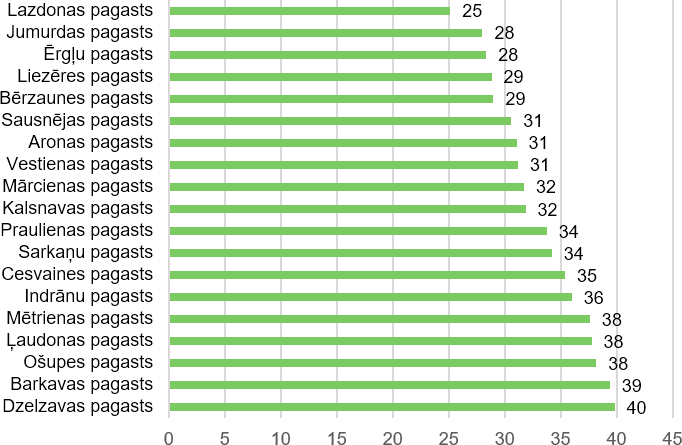 Lazdonas pagasts 25
Jumurdas pagasts 28
Ērgļu pagasts 28
Liezēres pagasts 29
Bērzaunes pagasts 29
Sausnējas pagasts 31
Aronas pagasts 31
Vestienas pagasts 31
Mārcienas pagasts 32
Kalsnavas pagasts 32
Praulienas pagasts 34
Sarkaņu pagasts 34
Cesvaines pagasts 35
Indrānu pagasts 36
Mētrienas pagasts 38
Ļaudonas pagasts 38
Ošupes pagasts 38
Barkavas pagasts 39
Dzelzavas pagasts 40
0 5 10 15 20 25 30 35 40 45